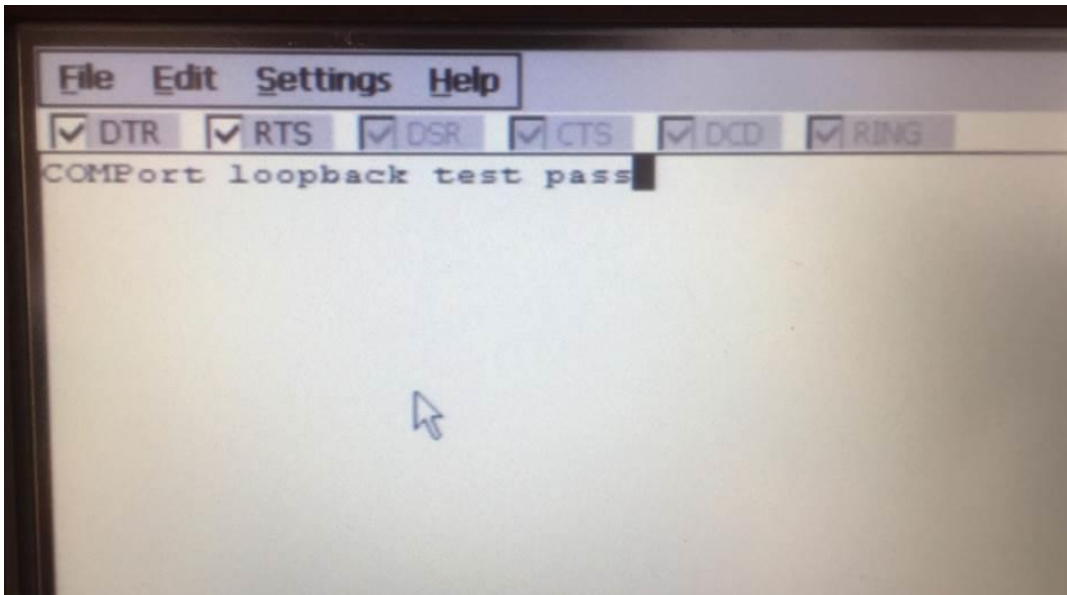 File Edit Settings Help
DTR RTS DSR CTS DCD RING
COMPort loopback test pass